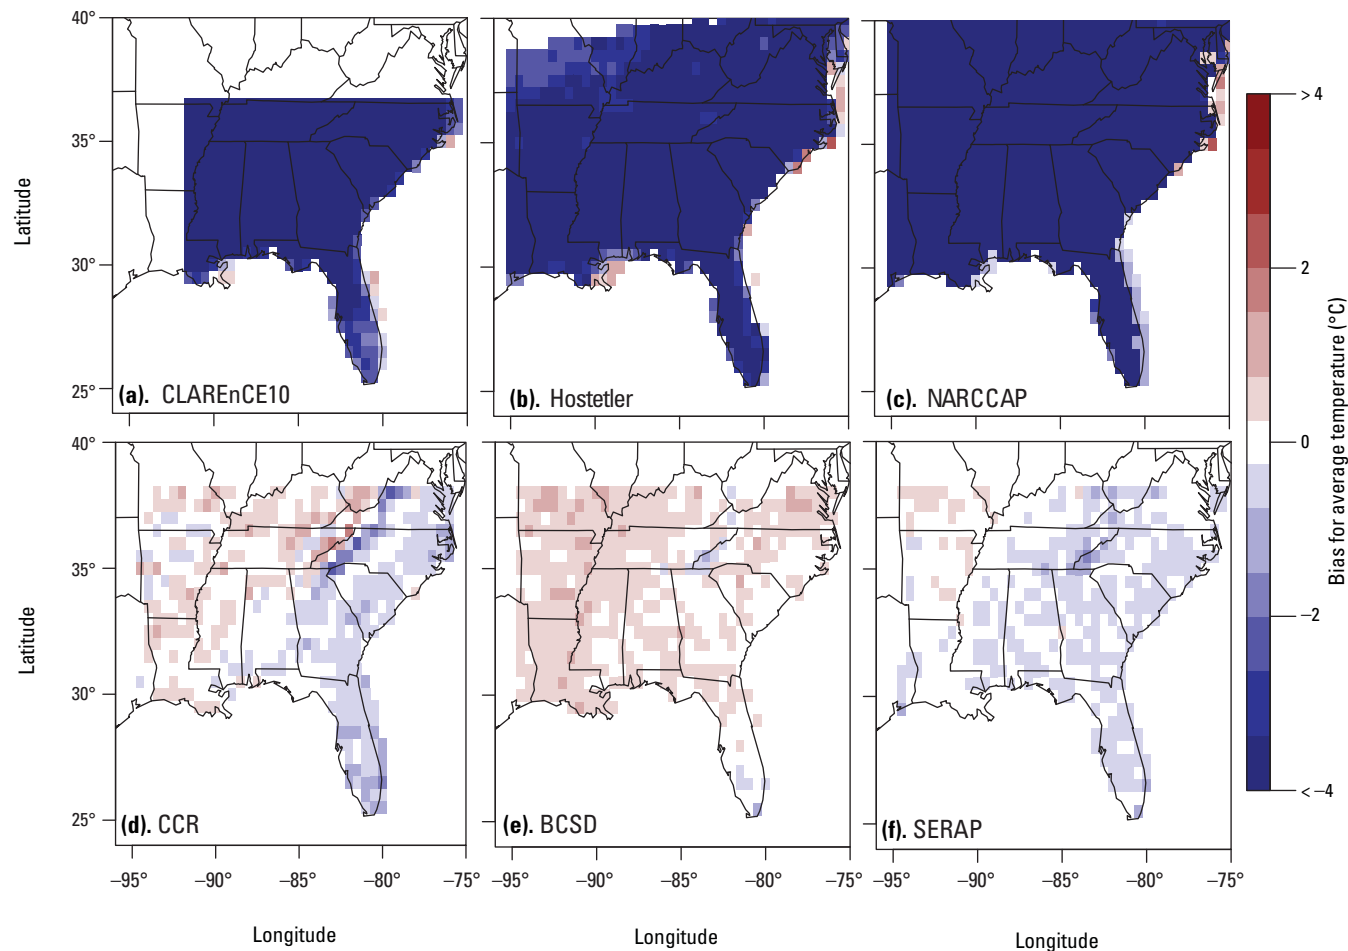 40°
35°
30°
25°
Latitude
(a). CLAREnCE10
(b). Hostetler
(c). NARCCAP
40°
35°
30°
25°
Latitude
(d). CCR
(e). BCSD
(f). SERAP
−95° −90° −85° −80° −75°
−95° −90° −85° −80° −75°
−95° −90° −85° −80° −75°
Longitude
Longitude
Longitude
> 4
2
0
−2
< −4
Bias for average temperature (°C)